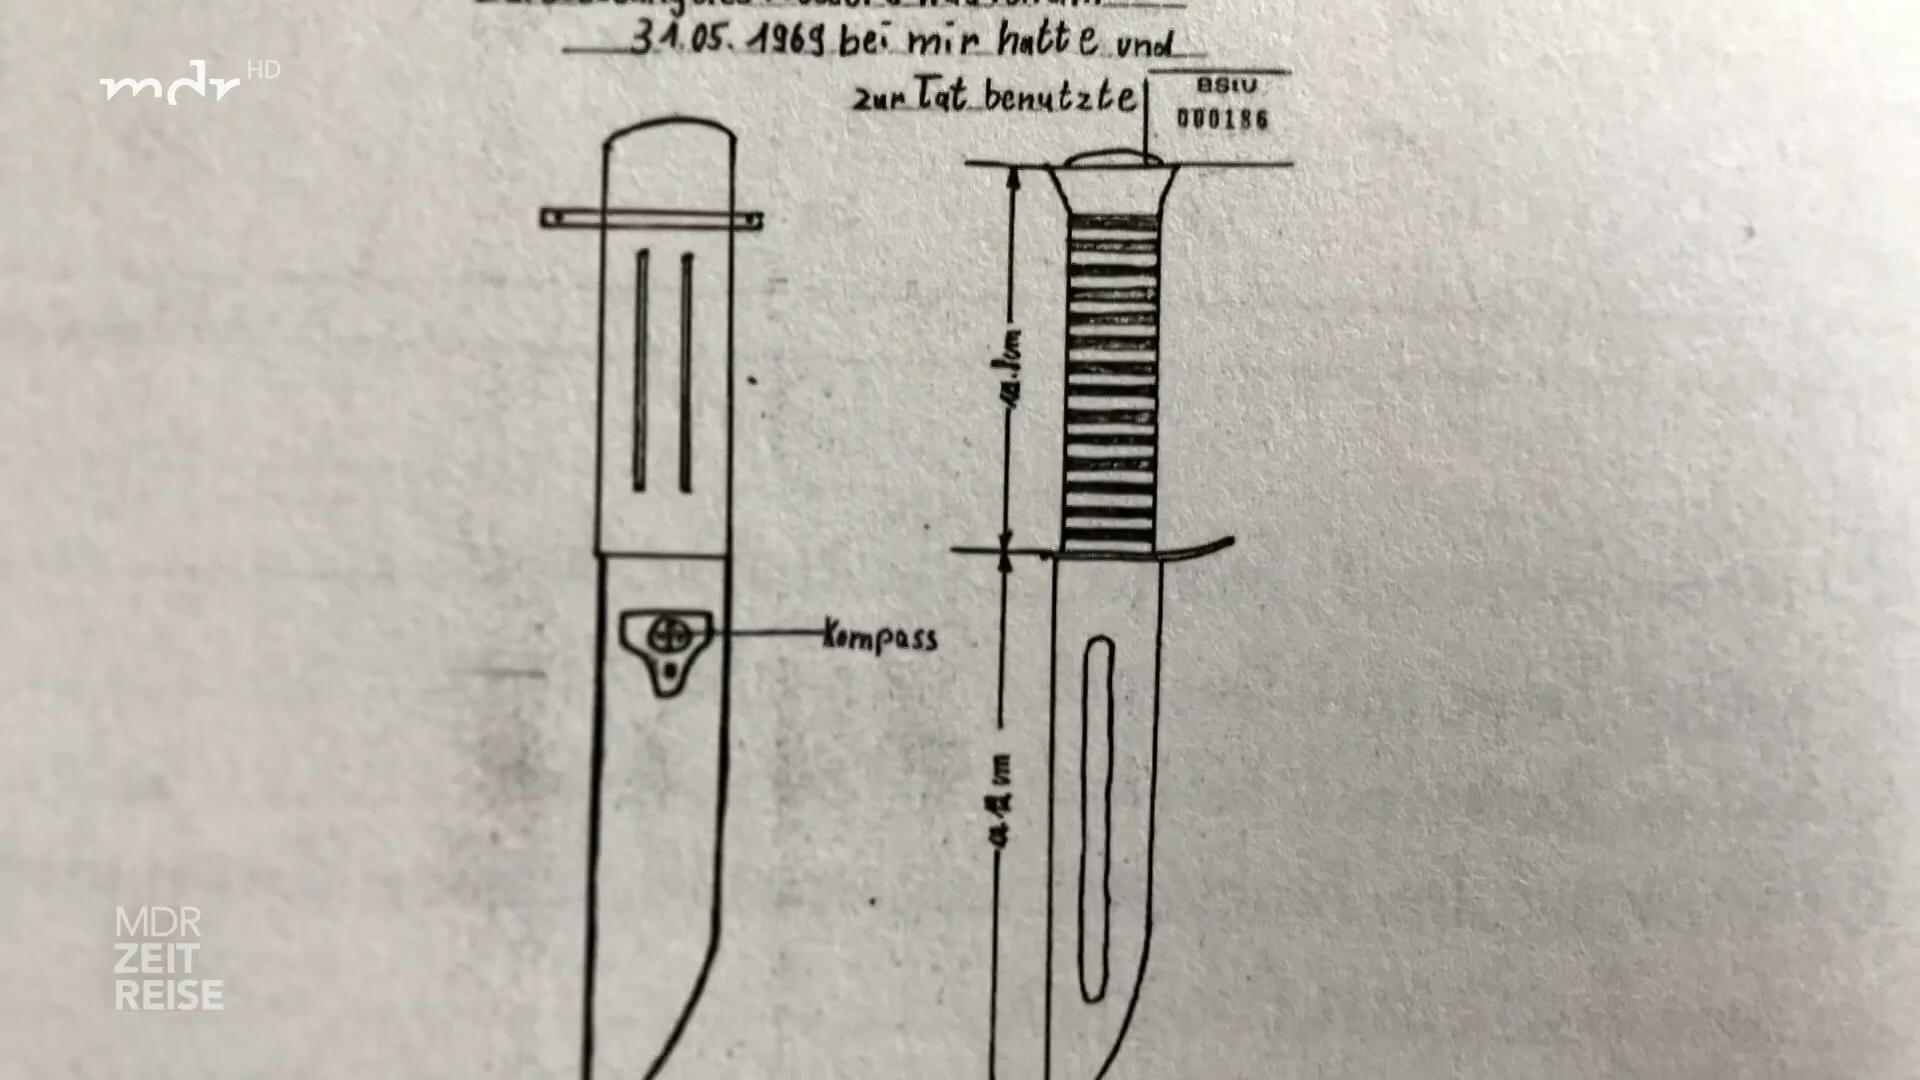 31.05.1969 bei mir hatte und
zur Tat benutzte
BStU
000186
mdr HD
Kompass
MDR
ZEIT
REISE